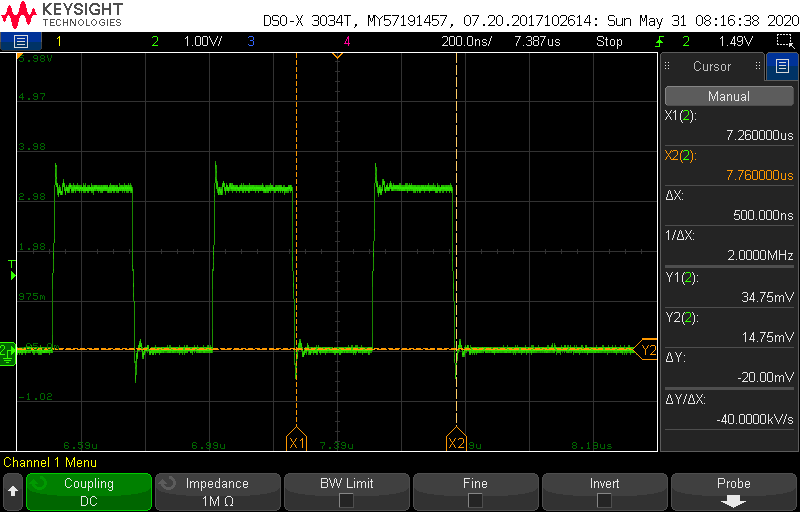 KEYSIGHT
TECHNOLOGIES
DSO-X 3034T, MY57191457, 07.20.2017102614: Sun May 31 08:16:38 2020
1 2 1.00V/ 3 4 200.0ns/ 7.387us Stop 2 1.49V
5.98V
4.97
3.98
2.98
1.98
975m
-1.02
T
2
Y2
X1
X2
6.59u 6.99u 7.39u 8.19us
Cursor
Manual
X1(2):
7.260000us
X2(2):
7.760000us
ΔX:
500.000ns
1/ΔX:
2.0000MHz
Y1(2):
34.75mV
Y2(2):
14.75mV
ΔY:
-20.00mV
ΔY/ΔX:
-40.0000kV/s
Channel 1 Menu
Coupling
DC
Impedance
1M Ω
BW Limit
Fine
Invert
Probe